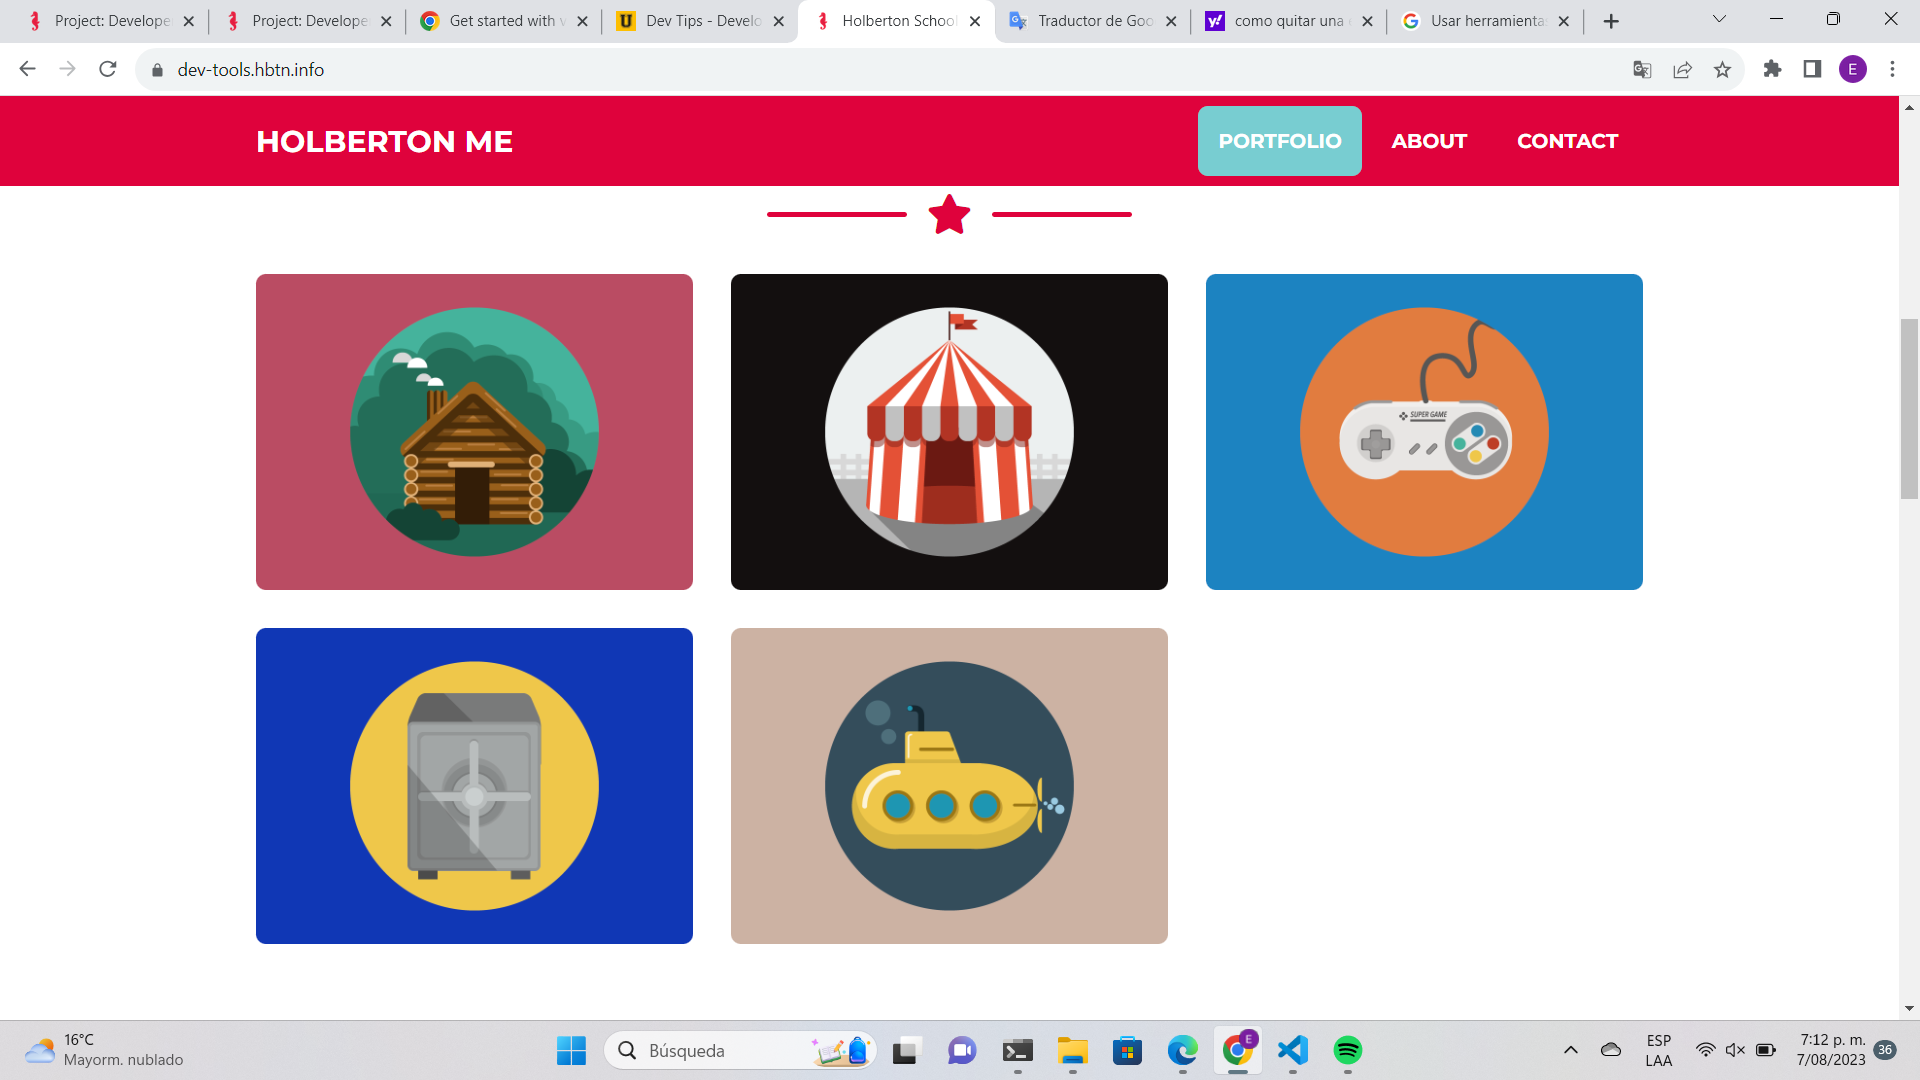 Project: Develope
Project: Develope
Get started with v
Dev Tips - Develo
Holberton School
Traductor de Goo
como quitar una
Usar herramienta
dev-tools.hbtn.info
E
HOLBERTON ME
PORTFOLIO
ABOUT
CONTACT
SUPER GAME
16°C
Mayorm. nublado
Búsqueda
E
ESP
LAA
7:12 p. m.
7/08/2023
36